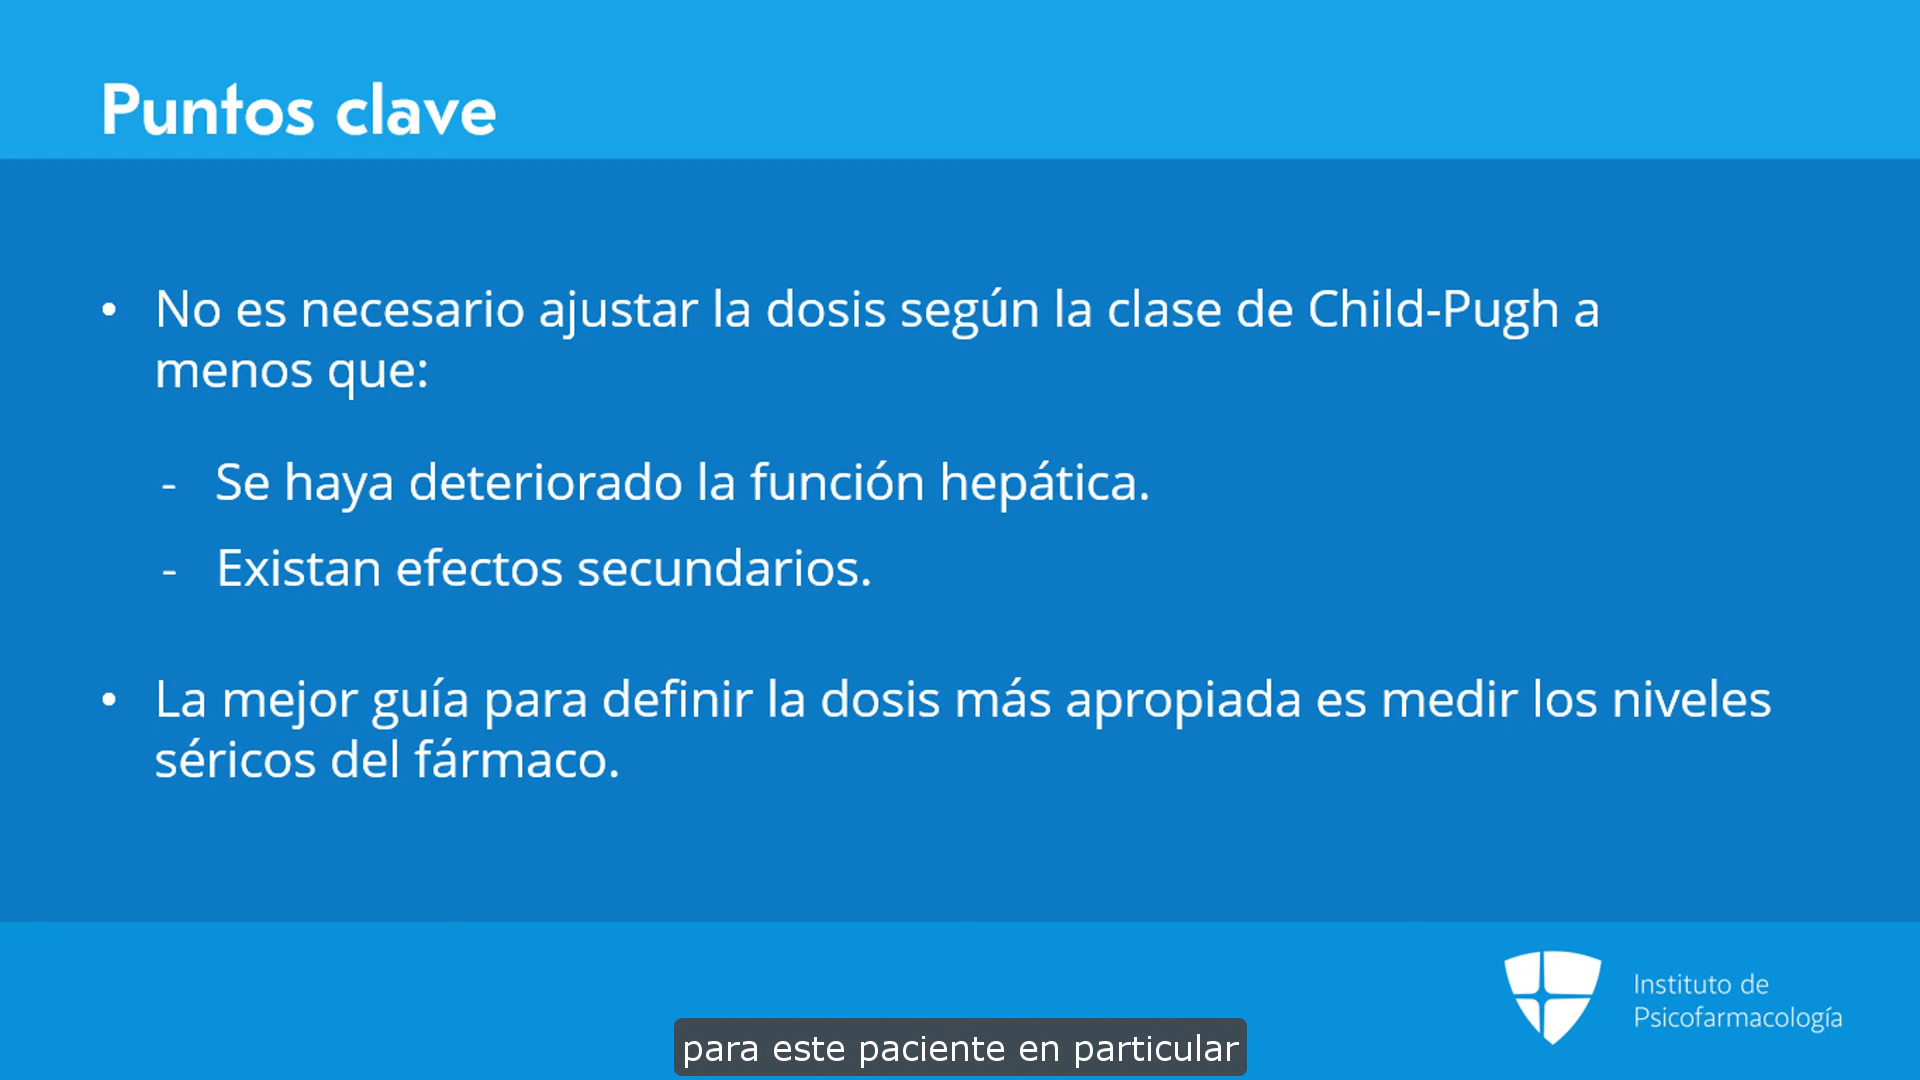 Puntos clave
• No es necesario ajustar la dosis según la clase de Child-Pugh a
menos que:
- Se haya deteriorado la función hepática.
- Existan efectos secundarios.
• La mejor guía para definir la dosis más apropiada es medir los niveles
séricos del fármaco.
Instituto de
Psicofarmacología
para este paciente en particular